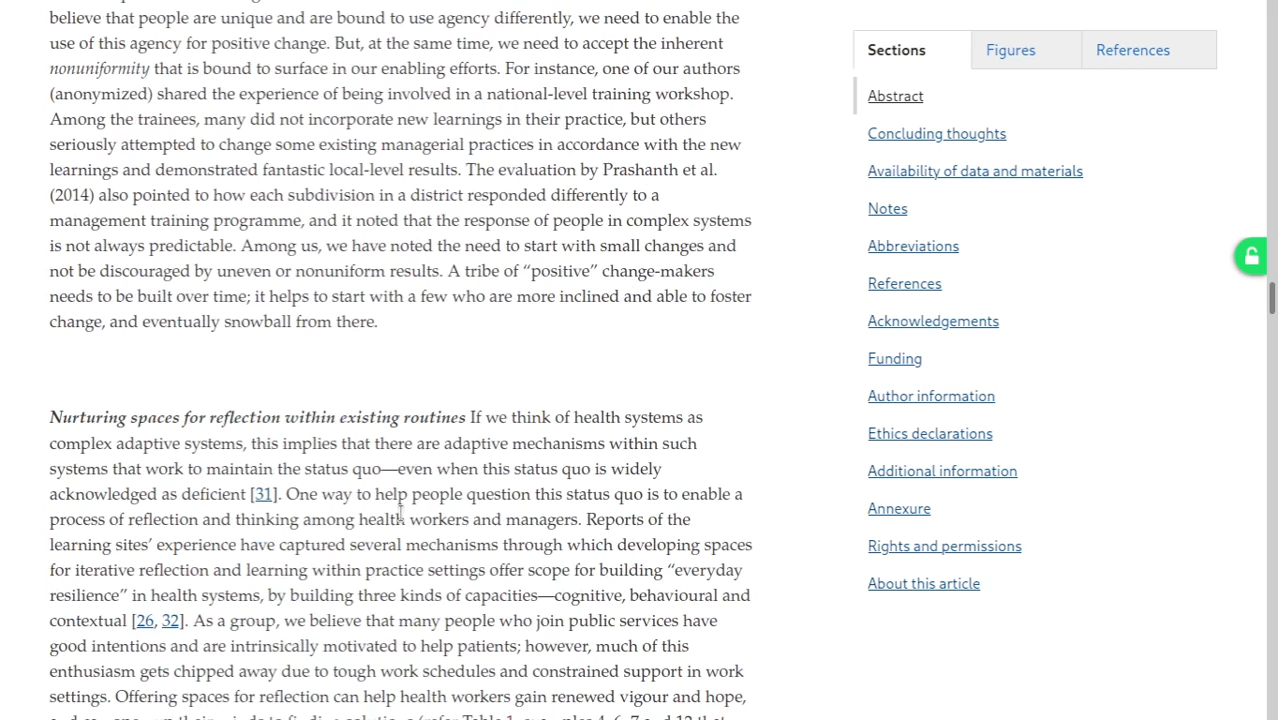 believe that people are unique and are bound to use agency differently, we need to enable the
use of this agency for positive change. But, at the same time, we need to accept the inherent
nonuniformity that is bound to surface in our enabling efforts. For instance, one of our authors
(anonymized) shared the experience of being involved in a national-level training workshop.
Among the trainees, many did not incorporate new learnings in their practice, but others
seriously attempted to change some existing managerial practices in accordance with the new
learnings and demonstrated fantastic local-level results. The evaluation by Prashanth et al.
(2014) also pointed to how each subdivision in a district responded differently to a
management training programme, and it noted that the response of people in complex systems
is not always predictable. Among us, we have noted the need to start with small changes and
not be discouraged by uneven or nonuniform results. A tribe of “positive” change-makers
needs to be built over time; it helps to start with a few who are more inclined and able to foster
change, and eventually snowball from there.
Nurturing spaces for reflection within existing routines If we think of health systems as
complex adaptive systems, this implies that there are adaptive mechanisms within such
systems that work to maintain the status quo—even when this status quo is widely
acknowledged as deficient [31]. One way to help people question this status quo is to enable a
process of reflection and thinking among health workers and managers. Reports of the
learning sites’ experience have captured several mechanisms through which developing spaces
for iterative reflection and learning within practice settings offer scope for building “everyday
resilience” in health systems, by building three kinds of capacities—cognitive, behavioural and
contextual [26, 32]. As a group, we believe that many people who join public services have
good intentions and are intrinsically motivated to help patients; however, much of this
enthusiasm gets chipped away due to tough work schedules and constrained support in work
settings. Offering spaces for reflection can help health workers gain renewed vigour and hope,
Sections
Figures
References
Abstract
Concluding thoughts
Availability of data and materials
Notes
Abbreviations
References
Acknowledgements
Funding
Author information
Ethics declarations
Additional information
Annexure
Rights and permissions
About this article